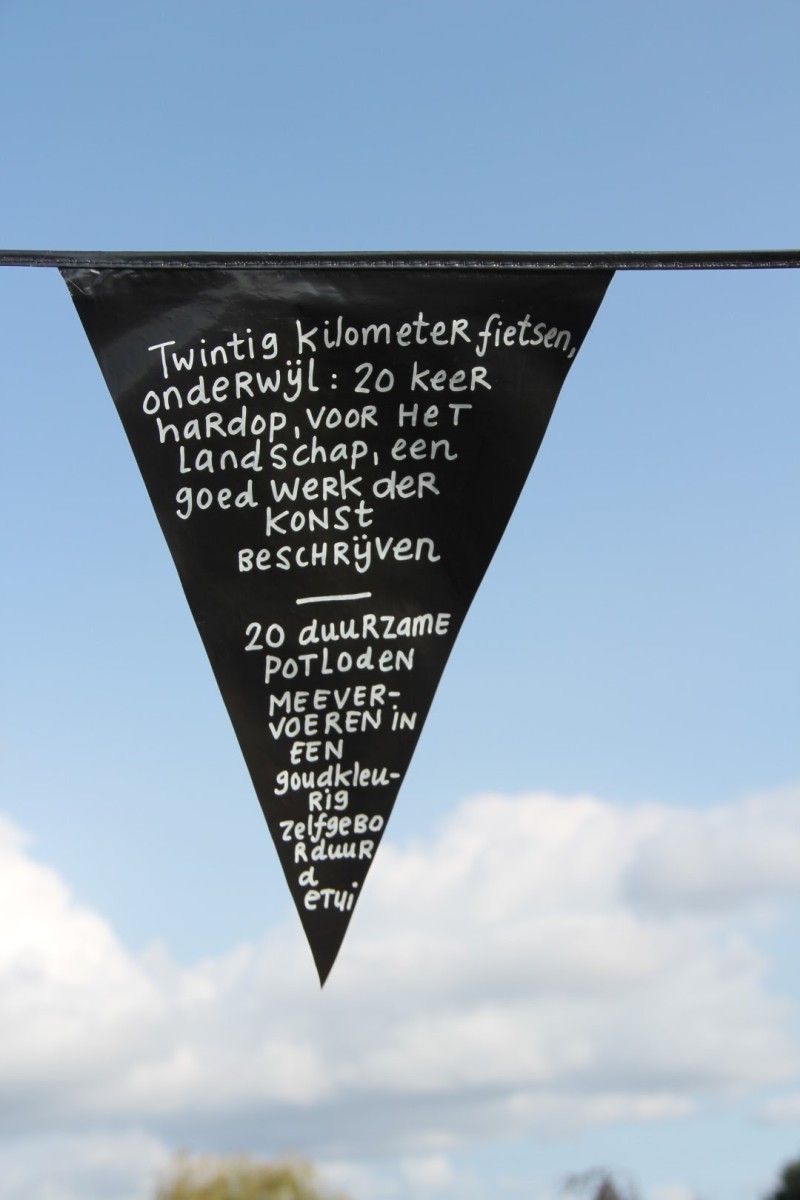 Twintig kilometer fietsen,
onderwijl: 20 keer
hardop, voor het
landschap, een
goed werk der
konst
beschrijven
20 duurzame
potloden
MEEVER-
VOEREN in
EEN
goudkleu-
rig
zelfgebo
rduur
d
etui